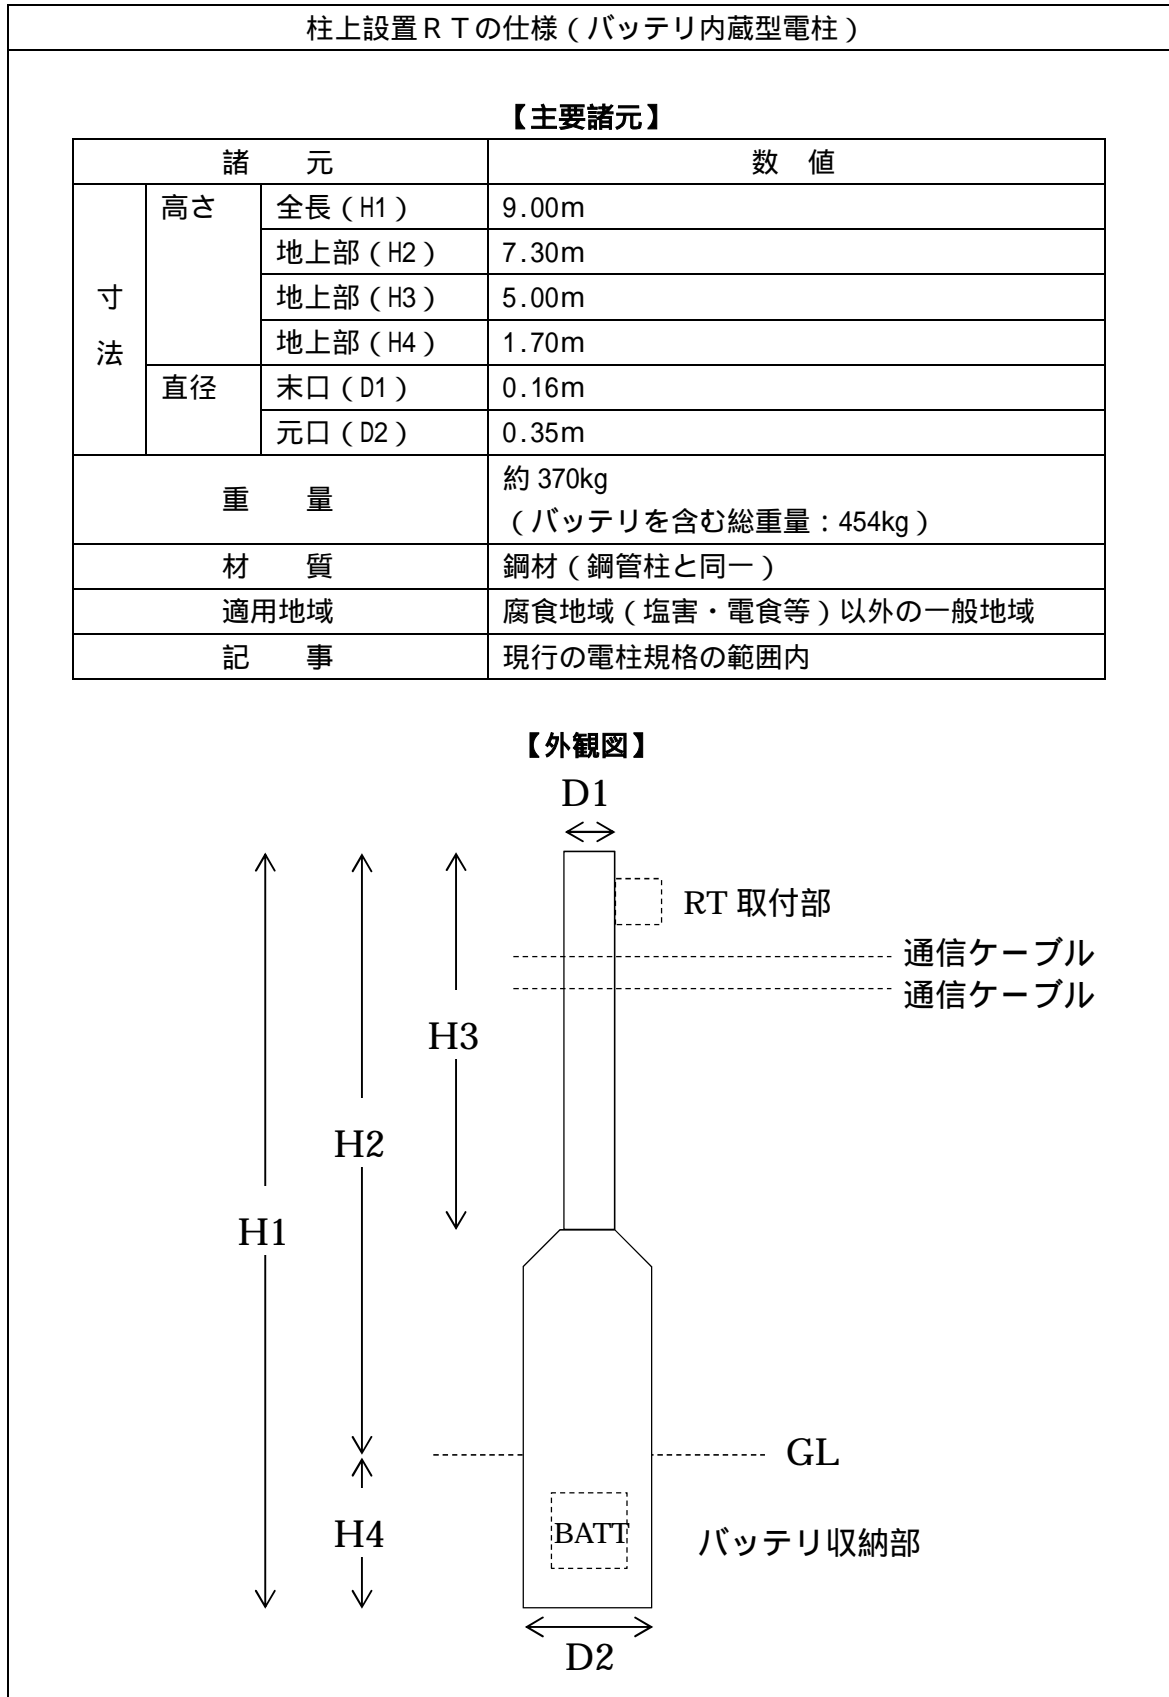 柱上設置RTの仕様(バッテリ内蔵型電柱)
【主要諸元】
諸 元 数 値
寸法 高さ 全長(H1) 9.00m
地上部(H2) 7.30m
地上部(H3) 5.00m
地上部(H4) 1.70m
直径 末口(D1) 0.16m
元口(D2) 0.35m
重 量 約 370kg
(バッテリを含む総重量:454kg)
材 質 鋼材(鋼管柱と同一)
適用地域 腐食地域(塩害・電食等)以外の一般地域
記 事 現行の電柱規格の範囲内
【外観図】
D1
RT 取付部
通信ケーブル
通信ケーブル
H3
H2
H1
GL
H4
BATT
バッテリ収納部
D2